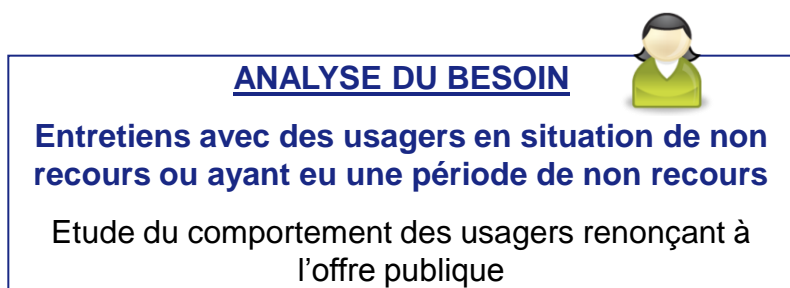 ANALYSE DU BESOIN
Entretiens avec des usagers en situation de non
recours ou ayant eu une période de non recours
Etude du comportement des usagers renonçant à
l'offre publique